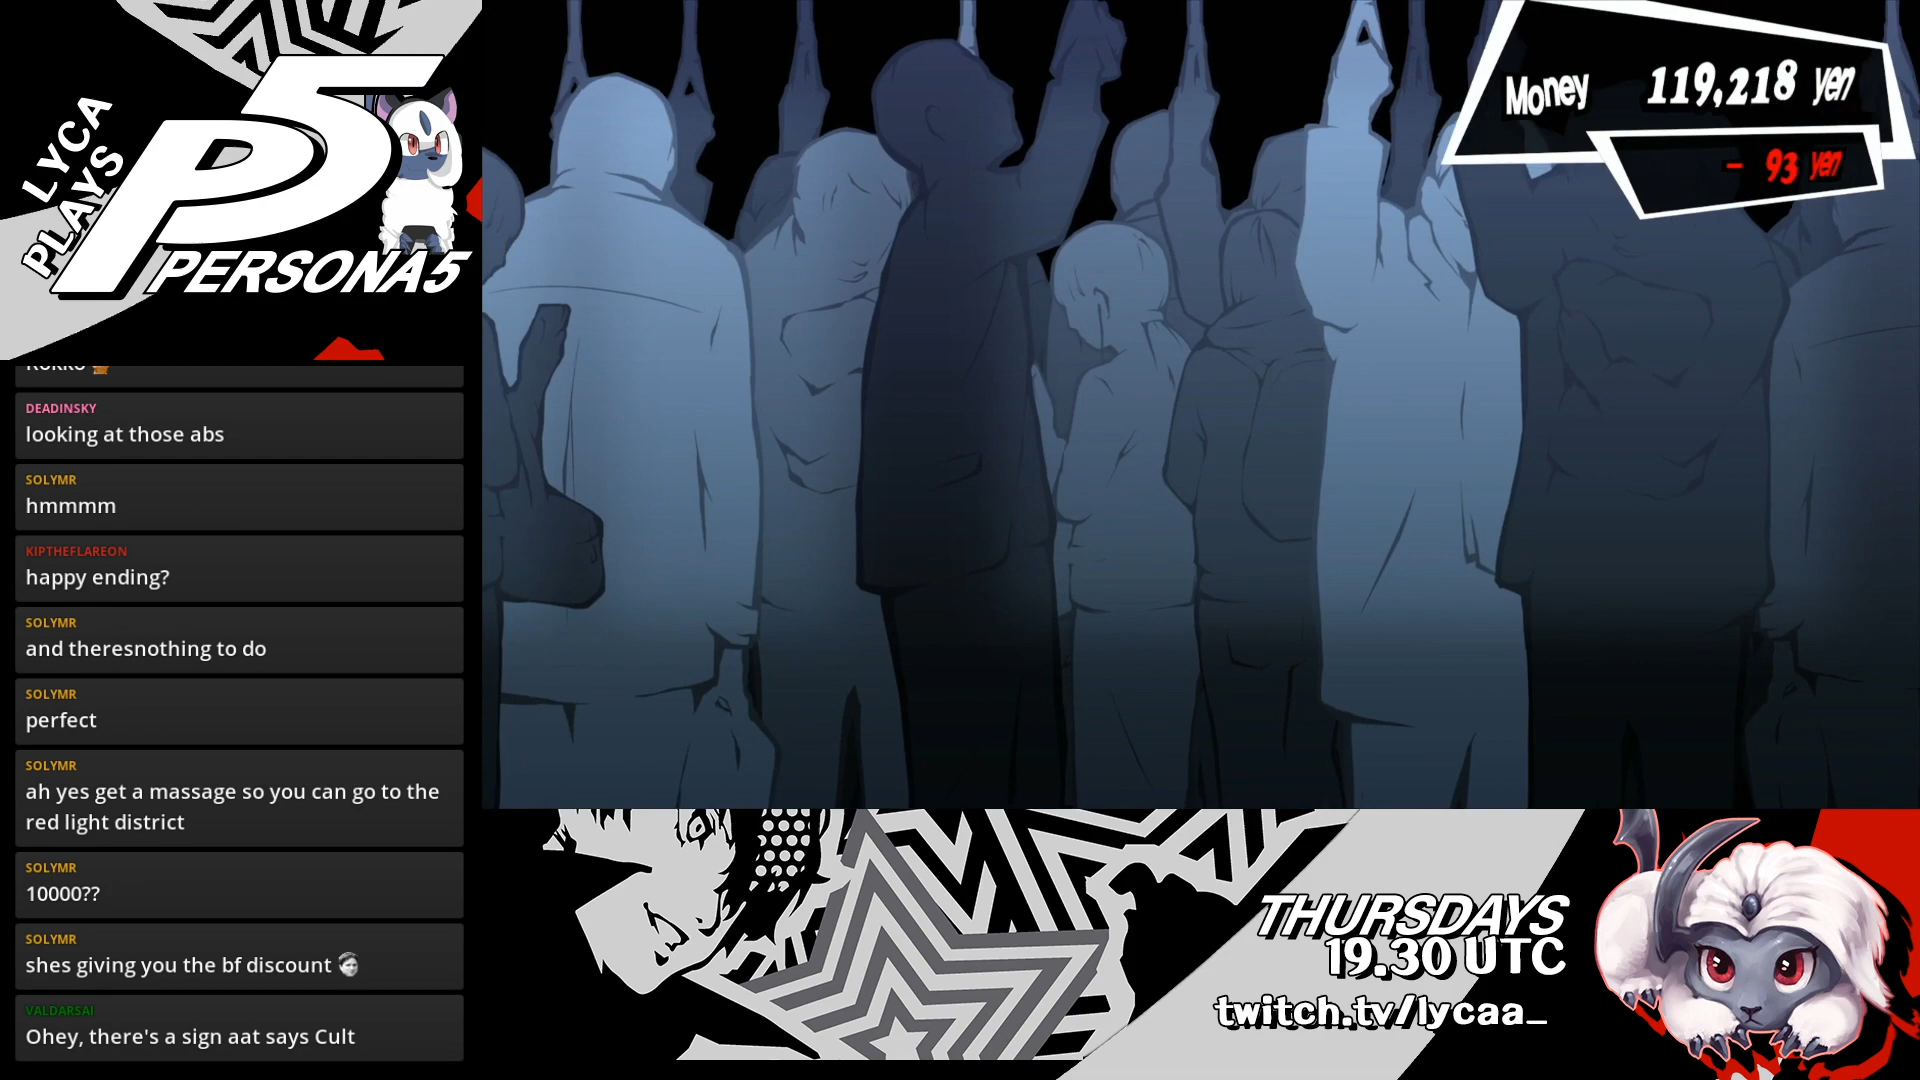 LYCA
PLAYS
P5
PERSONA5
DEADINSKY
looking at those abs
SOLYMR
hmmmm
KIPTHEFLAREON
happy ending?
SOLYMR
and theresnothing to do
SOLYMR
perfect
SOLYMR
ah yes get a massage so you can go to the
red light district
SOLYMR
10000??
SOLYMR
shes giving you the bf discount
VALDARSAI
Ohey, there's a sign aat says Cult
Money 119,218 yen
- 93 yen
THURSDAYS
19.30 UTC
twitch.tv/lycaa_